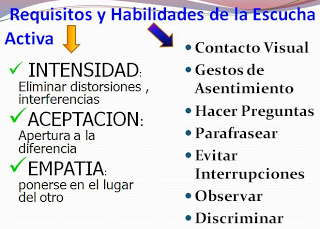 Requisitos y Habilidades de la Escucha
Activa
INTENSIDAD:
Eliminar distorsiones ,
interferencias
ACEPTACION:
Apertura a la
diferencia
EMPATIA:
ponerse en el lugar
del otro
Contacto Visual
Gestos de
Asentimiento
Hacer Preguntas
Parafrasear
Evitar
Interrupciones
Observar
Discriminar